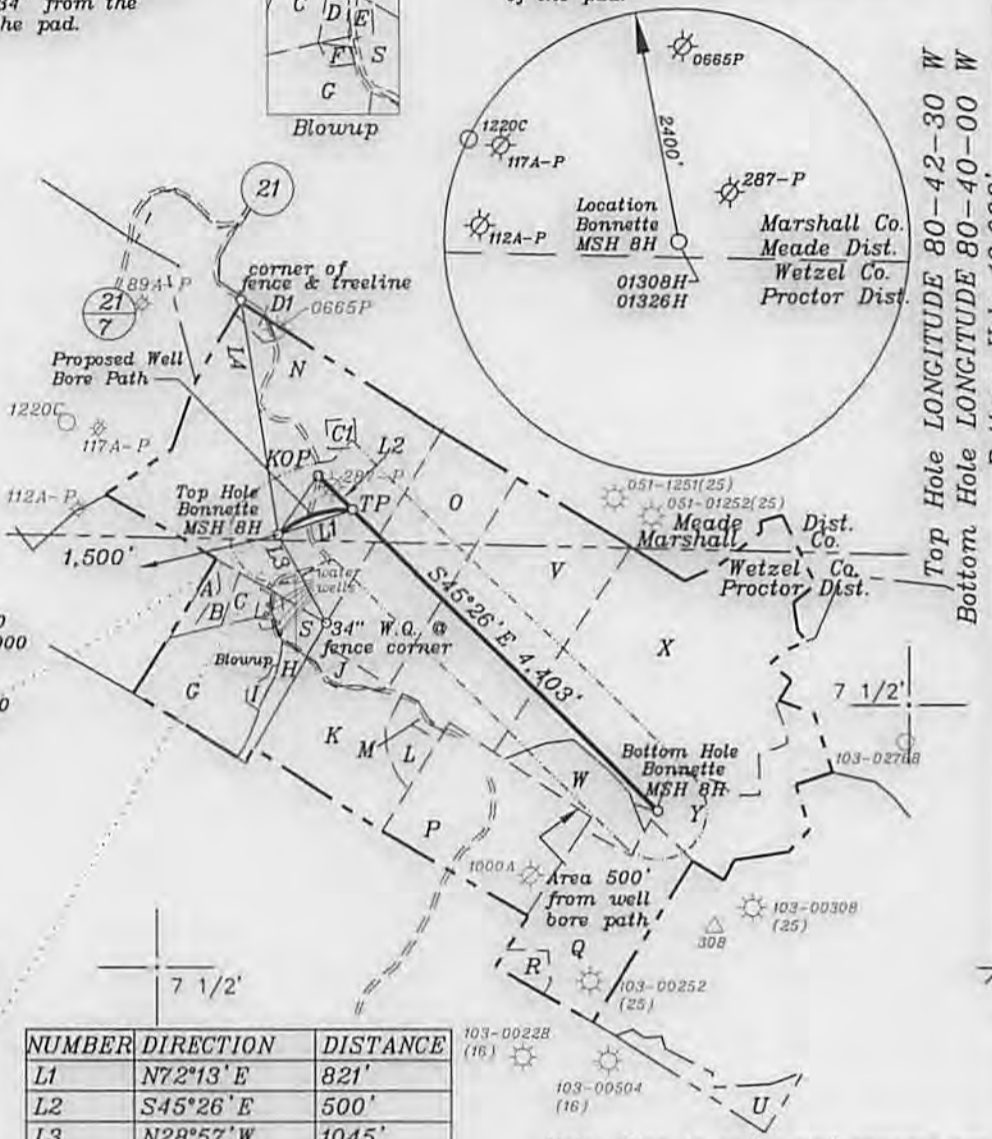 34" from the
he pad.
C
D
E
F
S
G
Blowup
0665P
1220C
117A-P
2400'
287-P
112A-P
Location
Bonnette
MSH 8H
Marshall Co.
Meade Dist.
Wetzel Co.
Proctor Dist.
01308H
01326H
Top Hole LONGITUDE 80-42-30 W
Bottom Hole LONGITUDE 80-40-00 W
21
89A-P
21
7
corner of
fence & treeline
D1
0665P
N
L4
Proposed Well
Bore Path
1220C
117A-P
C1
L2
KOP
287-P
TP
O
112A-P
Top Hole
Bonnette
MSH 8H
L1
051-1251(25)
051-01252(25)
Meade Dist.
Marshall Co.
Wetzel Co.
Proctor Dist.
1,500'
L3
water
wells
V
A
B
C
S
34" W.Q. @
fence corner
S45°26'E 4,403'
X
Blowup
H
J
G
I
K
M
L
7 1/2'
103-02788
Bottom Hole
Bonnette
MSH 8H
W
Y
P
1000A
Area 500'
from well
bore path
103-00308
(25)
308
Q
R
103-00252
(25)
7 1/2'
103-00228
(16)
103-00504
(16)
U
NUMBER DIRECTION DISTANCE
L1 N72°13'E 821'
L2 S45°26'E 500'
L3 N28°57'W 1045'